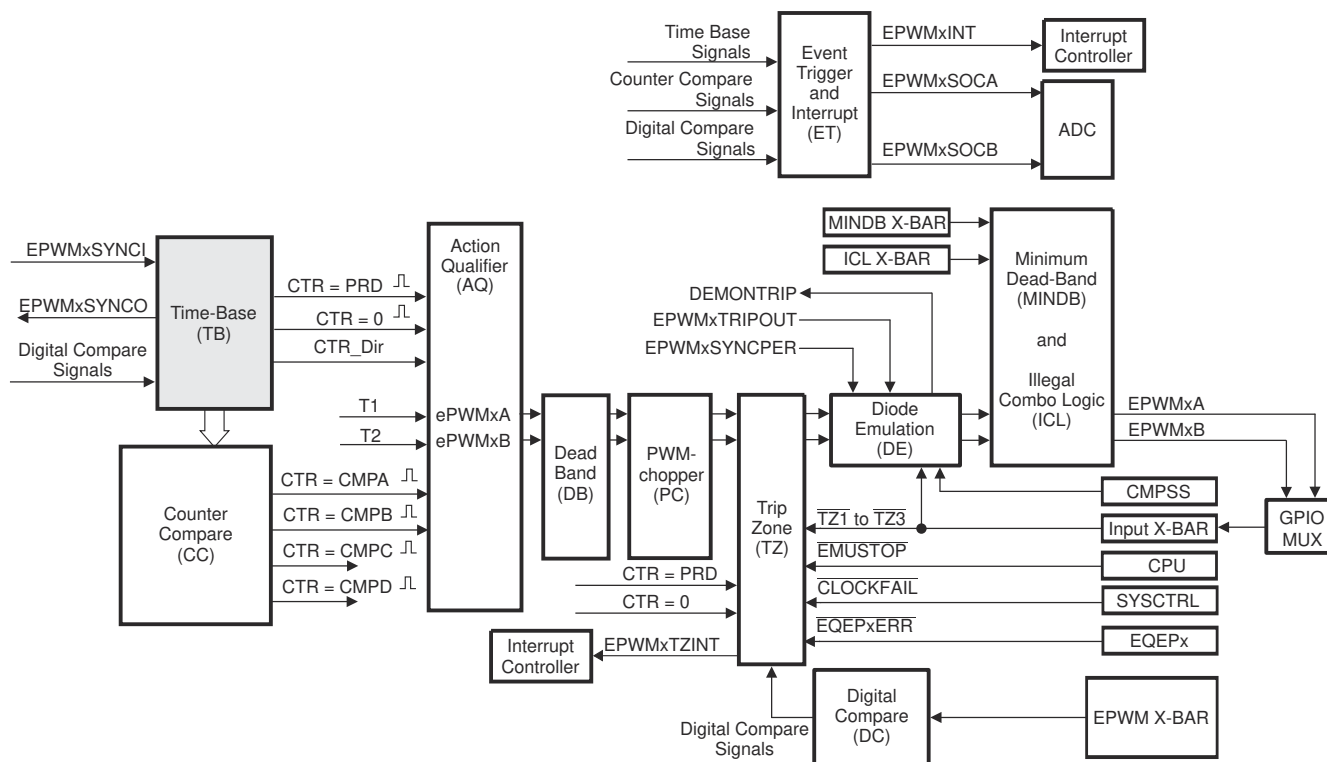 Time Base
Signals
Counter Compare
Signals
Digital Compare
Signals
Event
Trigger
and
Interrupt
(ET)
EPWMxINT
EPWMxSOCA
EPWMxSOCB
Interrupt
Controller
ADC
EPWMxSYNCI
EPWMxSYNCO
Digital Compare
Signals
Time-Base
(TB)
CTR = PRD
CTR = 0
CTR_Dir
Action
Qualifier
(AQ)
T1
T2
ePWMxA
ePWMxB
Counter
Compare
(CC)
CTR = CMPA
CTR = CMPB
CTR = CMPC
CTR = CMPD
Dead
Band
(DB)
PWM-
chopper
(PC)
CTR = PRD
CTR = 0
Interrupt
Controller
EPWMxTZINT
Trip
Zone
(TZ)
DEMONTRIP
EPWMxTRIPOUT
EPWMxSYNCPER
Diode
Emulation
(DE)
MINDB X-BAR
ICL X-BAR
Minimum
Dead-Band
(MINDB)
and
Illegal
Combo Logic
(ICL)
EPWMxA
EPWMxB
GPIO
MUX
CMPSS
TZ1 to TZ3
Input X-BAR
EMUSTOP
CPU
CLOCKFAIL
SYSCTRL
EQEPxERR
EQEPx
Digital Compare
Signals
Digital
Compare
(DC)
EPWM X-BAR